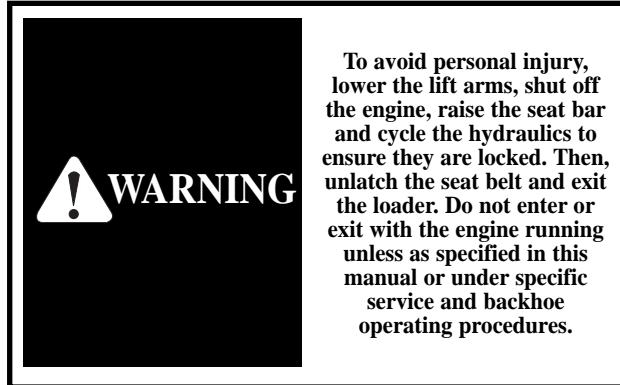 WARNING
To avoid personal injury,
lower the lift arms, shut off
the engine, raise the seat bar
and cycle the hydraulics to
ensure they are locked. Then,
unlatch the seat belt and exit
the loader. Do not enter or
exit with the engine running
unless as specified in this
manual or under specific
service and backhoe
operating procedures.